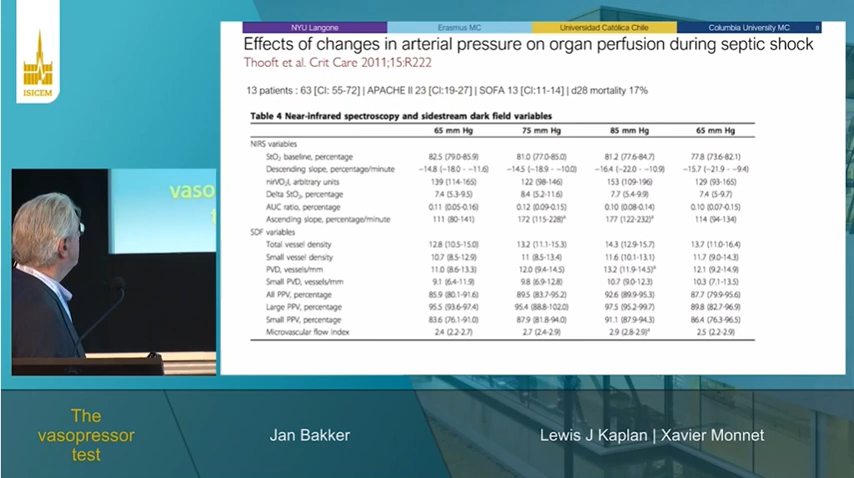 NYU Langone Erasmus MC Universidad Católica Chile Columbia University MC
Effects of changes in arterial pressure on organ perfusion during septic shock
Thooft et al. Crit Care 2011;15:R222
ISICEM
13 patients : 63 [CI: 55-72] | APACHE II 23 [CI:19-27] | SOFA 13 [CI:11-14] | d28 mortality 17%
Table 4 Near-infrared spectroscopy and sidestream dark field variables
65 mm Hg 75 mm Hg 85 mm Hg 65 mm Hg
NIRS variables
StO₂ baseline, percentage 82.5 (79.0-85.9) 81.0 (77.0-85.0) 81.2 (77.6-84.7) 77.8 (73.6-82.1)
Descending slope, percentage/minute −14.8 (−18.0 - −11.6) −14.5 (−18.9 - −10.0) −16.4 (−22.0 - −10.9) −15.7 (−21.9 - −9.4)
nirVO₂I, arbitrary units 139 (114-165) 122 (98-146) 153 (109-196) 129 (93-165)
Delta StO₂, percentage 7.4 (5.3-9.5) 8.4 (5.2-11.6) 7.7 (5.4-9.9) 7.4 (5-9.7)
AUC ratio, percentage 0.11 (0.05-0.16) 0.12 (0.09-0.15) 0.10 (0.08-0.14) 0.10 (0.07-0.15)
Ascending slope, percentage/minute 111 (80-141) 172 (115-228)ᵃ 177 (122-232)ᵃ 114 (94-134)
SDF variables
Total vessel density 12.8 (10.5-15.0) 13.2 (11.1-15.3) 14.3 (12.9-15.7) 13.7 (11.0-16.4)
Small vessel density 10.7 (8.5-12.9) 11 (8.5-13.4) 11.6 (10.1-13.1) 11.7 (9.0-14.3)
PVD, vessels/mm 11.0 (8.6-13.3) 12.0 (9.4-14.5) 13.2 (11.9-14.5)ᵃ 12.1 (9.2-14.9)
Small PVD, vessels/mm 9.1 (6.4-11.9) 9.8 (6.9-12.8) 10.7 (9.0-12.3) 10.3 (7.1-13.5)
All PPV, percentage 85.9 (80.1-91.6) 89.5 (83.7-95.2) 92.6 (89.9-95.3) 87.7 (79.9-95.6)
Large PPV, percentage 95.5 (93.6-97.4) 95.4 (88.8-102.0) 97.5 (95.2-99.7) 89.8 (82.7-96.9)
Small PPV, percentage 83.6 (76.1-91.0) 87.9 (81.8-94.0) 91.1 (87.9-94.3) 86.4 (76.3-96.5)
Microvascular flow index 2.4 (2.2-2.7) 2.7 (2.4-2.9) 2.9 (2.8-2.9)ᵃ 2.5 (2.2-2.9)
vaso
The
vasopressor
test
Jan Bakker
Lewis J Kaplan | Xavier Monnet